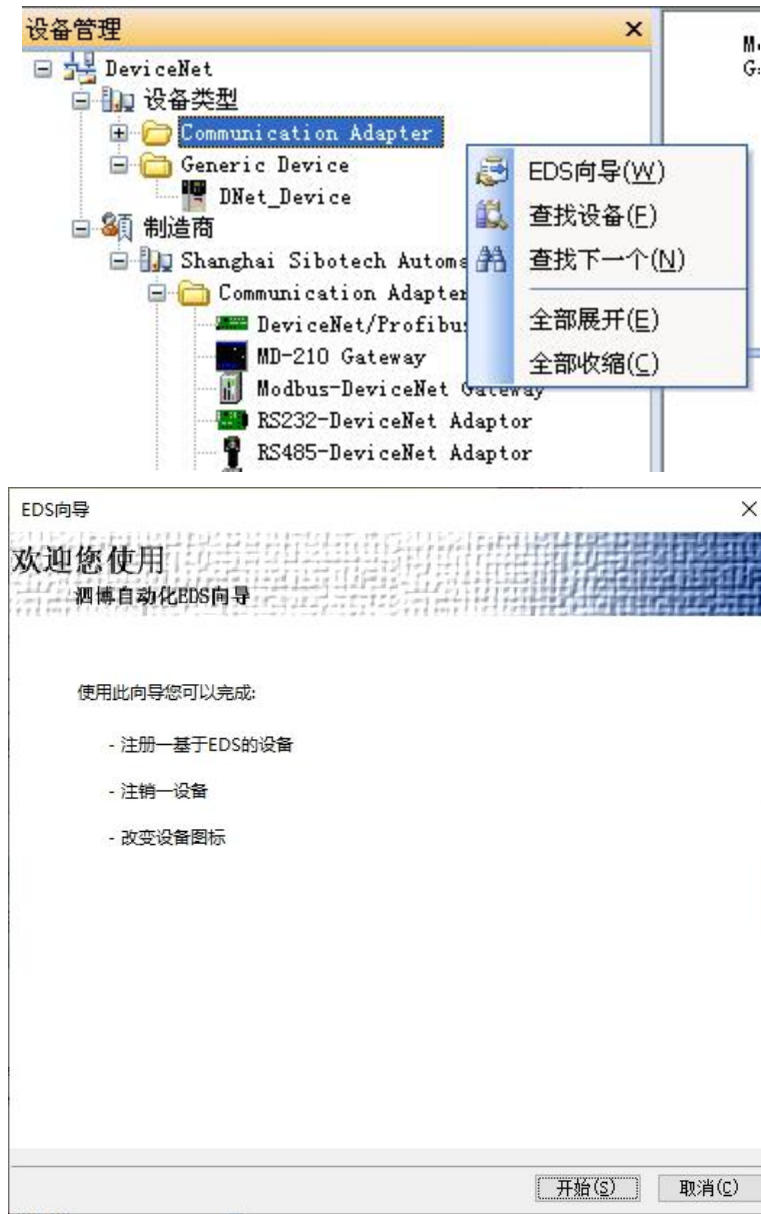 设备管理
DeviceNet
设备类型
Communication Adapter
Generic Device
DNet_Device
制造商
Shanghai Sibotech
Communication Adapter
MD-210 Gateway
Modbus-DeviceNet Gateway
RS232-DeviceNet Adaptor
RS485-DeviceNet Adaptor
EDS向导(W)
查找设备(F)
查找下一个(N)
全部展开(E)
全部收缩(C)
EDS向导
欢迎您使用
泗博自动化EDS向导
使用此向导您可以完成:
- 注册一基于EDS的设备
- 注销一设备
- 改变设备图标
开始(S)
取消(C)